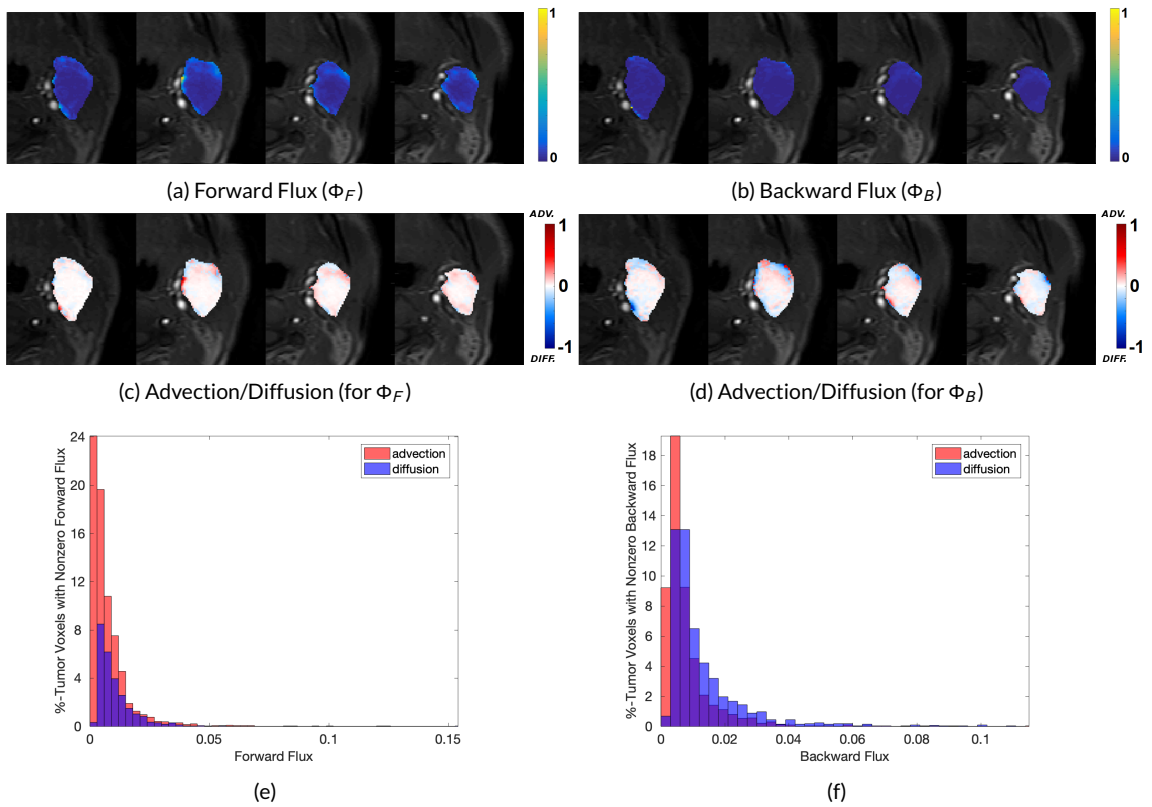 1
0
1
0
(a) Forward Flux (Φ_F)
(b) Backward Flux (Φ_B)
ADV.
1
0
-1
DIFF.
ADV.
1
0
-1
DIFF.
(c) Advection/Diffusion (for Φ_F)
(d) Advection/Diffusion (for Φ_B)
%-Tumor Voxels with Nonzero Forward Flux
24
20
16
12
8
4
0
advection
diffusion
0
0.05
0.1
0.15
Forward Flux
(e)
%-Tumor Voxels with Nonzero Backward Flux
18
16
14
12
10
8
6
4
2
0
advection
diffusion
0
0.02
0.04
0.06
0.08
0.1
Backward Flux
(f)